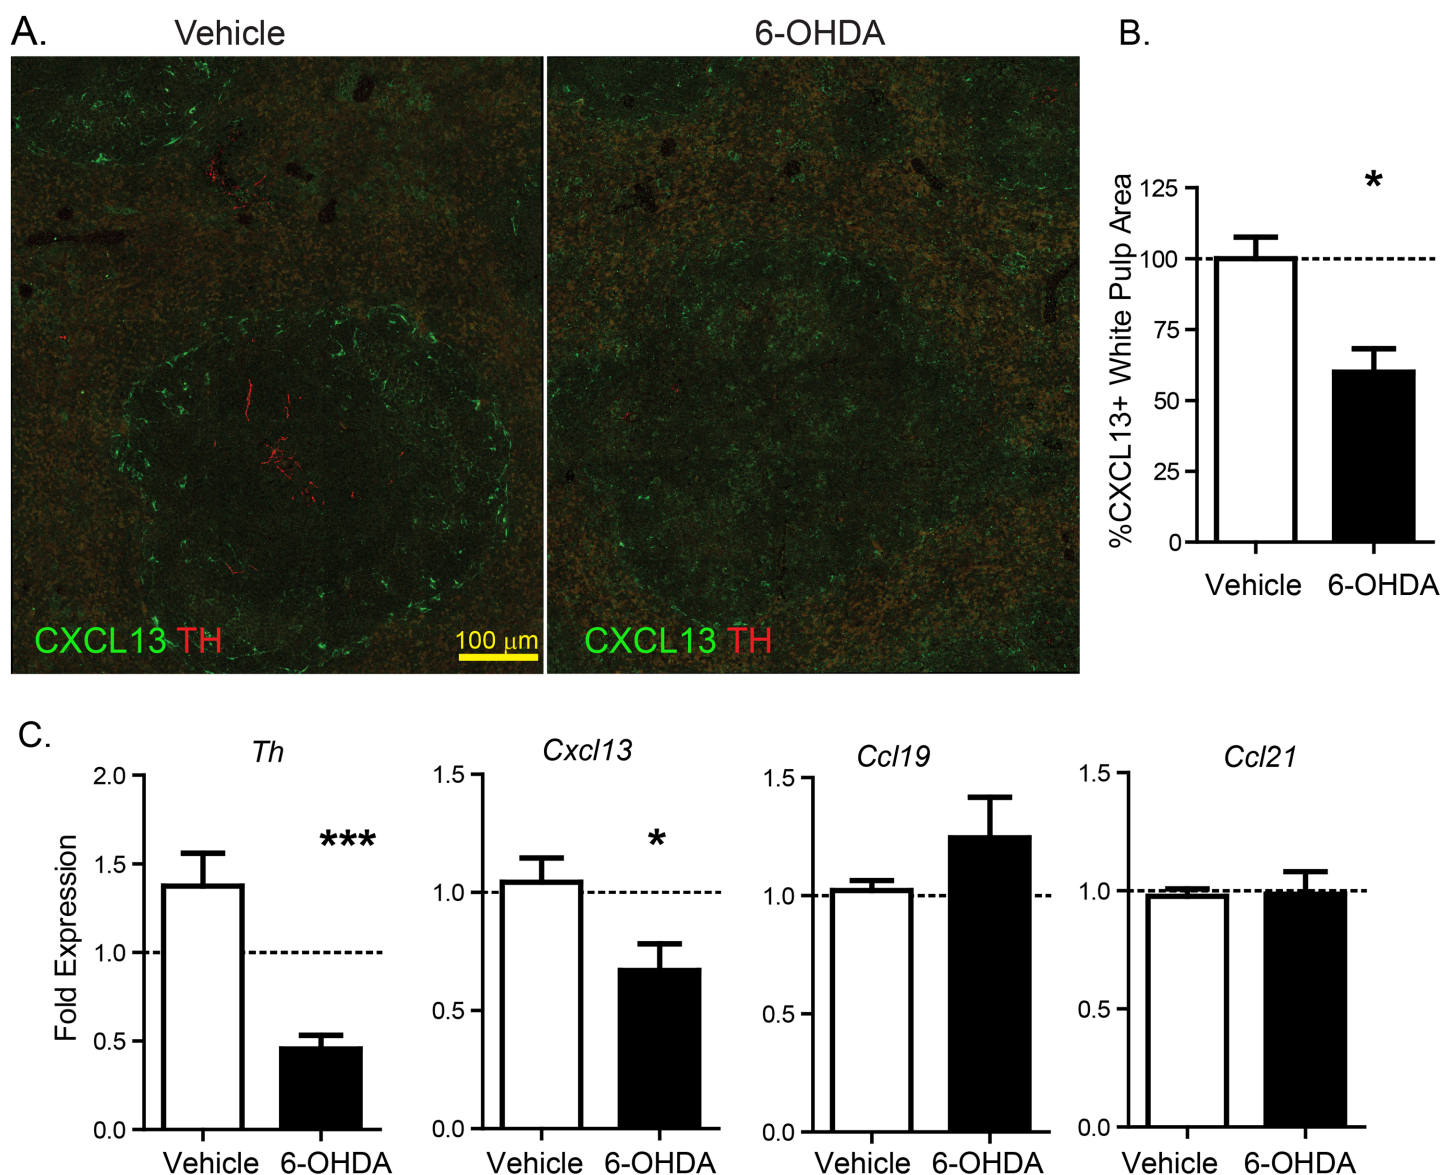 A.
Vehicle
6-OHDA
CXCL13 TH
100 μm
CXCL13 TH
B.
%CXCL13+ White Pulp Area
125
100
75
50
25
0
*
Vehicle
6-OHDA
C.
Fold Expression
Th
2.0
1.5
1.0
0.5
0.0
***
Vehicle
6-OHDA
Cxcl13
1.5
1.0
0.5
0.0
*
Vehicle
6-OHDA
Ccl19
1.5
1.0
0.5
0.0
Vehicle
6-OHDA
Ccl21
1.5
1.0
0.5
0.0
Vehicle
6-OHDA